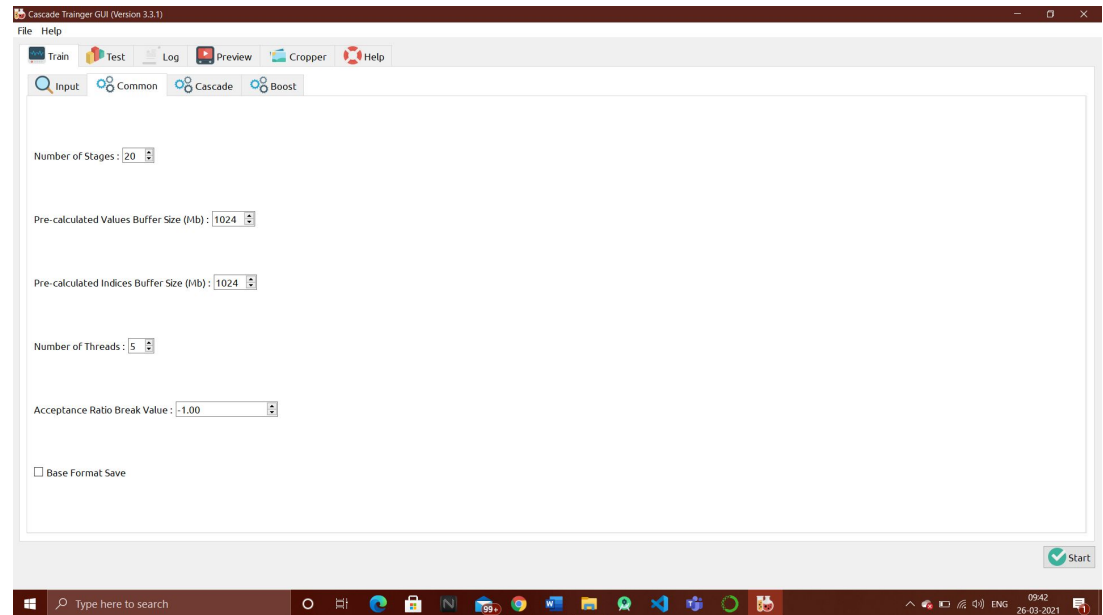 Cascade Trainger GUI (Version 3.3.1)
File Help
Train Test Log Preview Cropper Help
Input Common Cascade Boost
Number of Stages : 20
Pre-calculated Values Buffer Size (Mb) : 1024
Pre-calculated Indices Buffer Size (Mb) : 1024
Number of Threads : 5
Acceptance Ratio Break Value : -1.00
Base Format Save
Start
Type here to search 99+ ENG 09:42
26-03-2021 1